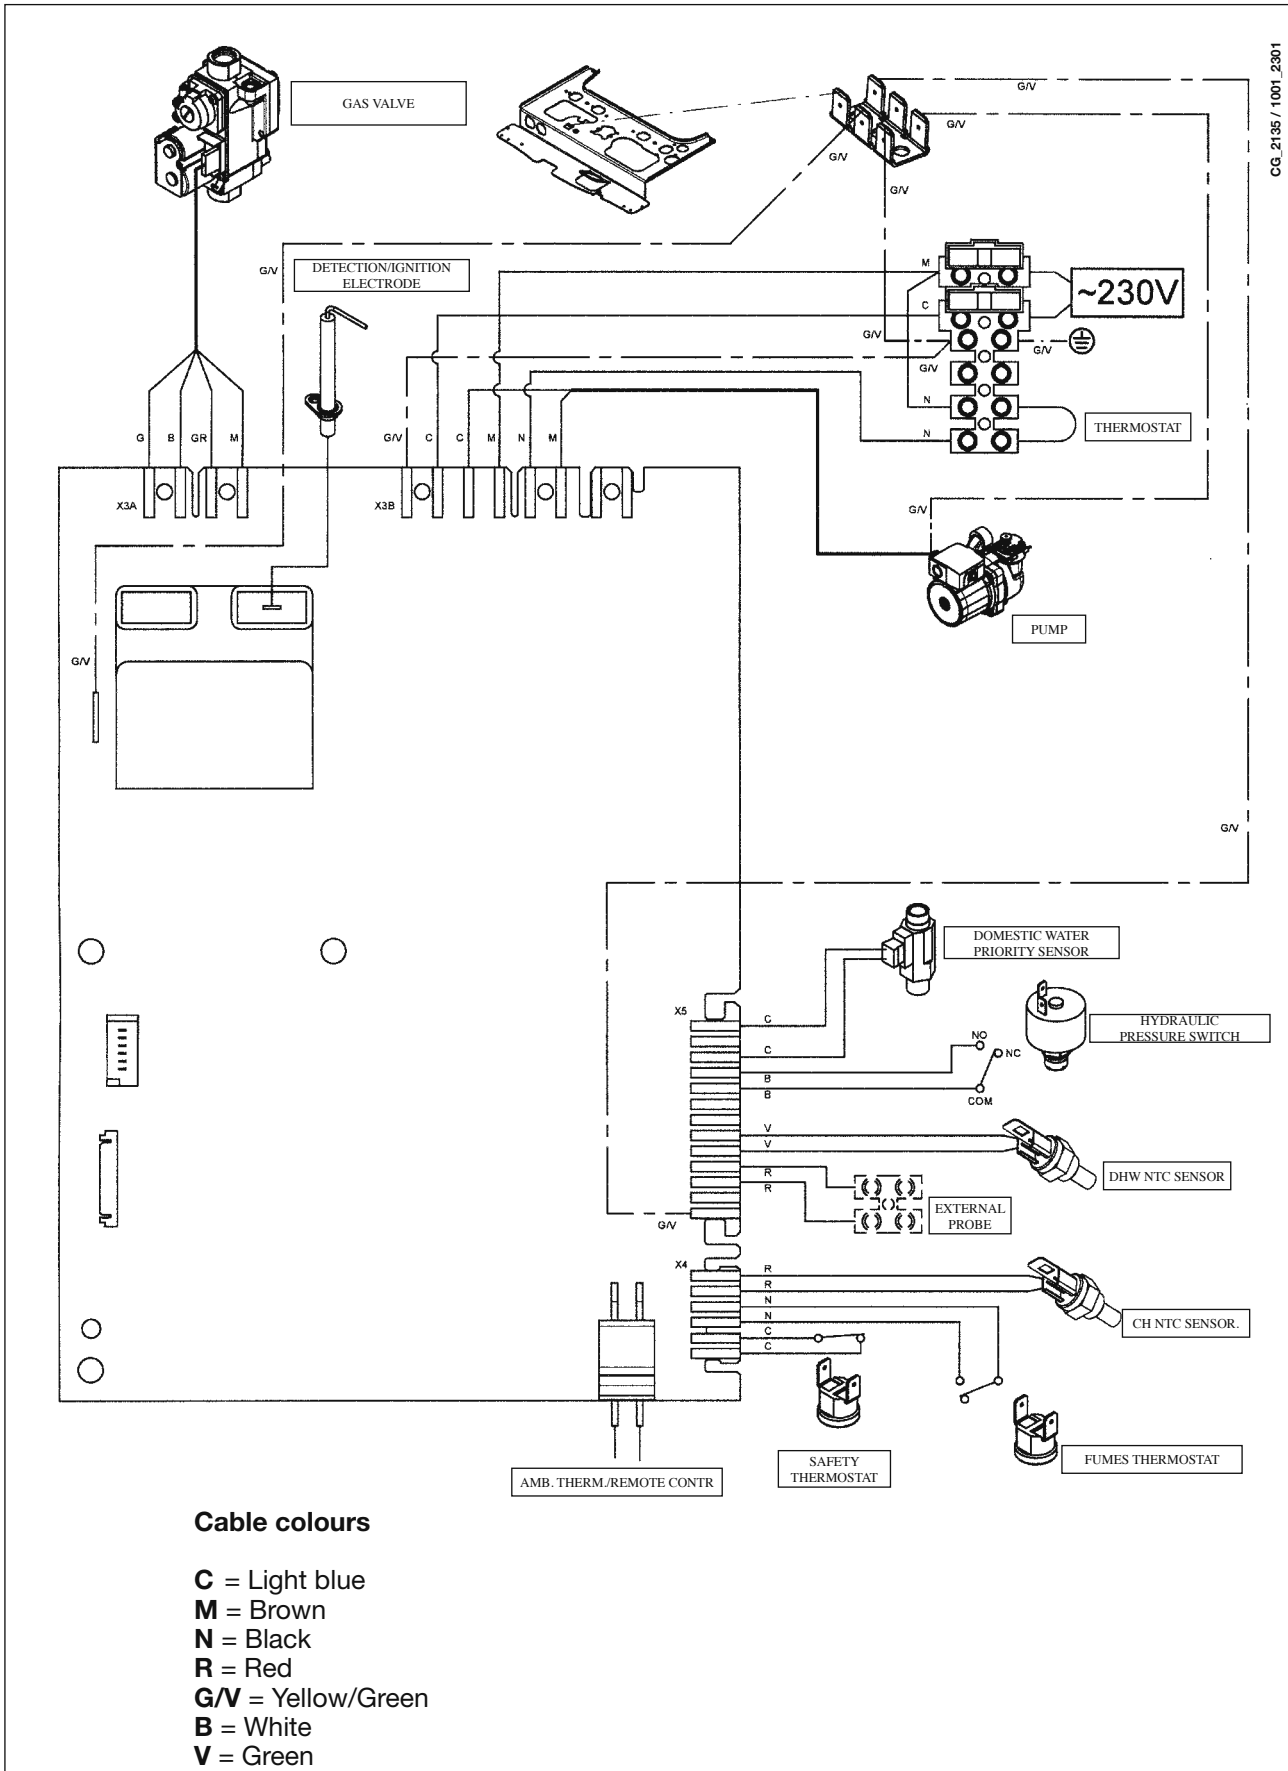 CG_2135 / 1001_2301
GAS VALVE
G/V
G/V
G/V
G/V
DETECTION/IGNITION
ELECTRODE
G/V
M
~230V
C
G/V
G/V
G/V
N
THERMOSTAT
N
G
B
GR
M
G/V
C
C
M
N
M
X3A
X3B
G/V
PUMP
G/V
G/V
DOMESTIC WATER
PRIORITY SENSOR
X5
C
C
HYDRAULIC
PRESSURE SWITCH
NO
NC
B
B
COM
V
V
DHW NTC SENSOR
R
R
EXTERNAL
PROBE
G/V
X4
R
R
N
N
C
C
CH NTC SENSOR.
SAFETY
THERMOSTAT
FUMES THERMOSTAT
AMB. THERM./REMOTE CONTR
Cable colours
C = Light blue
M = Brown
N = Black
R = Red
G/V = Yellow/Green
B = White
V = Green